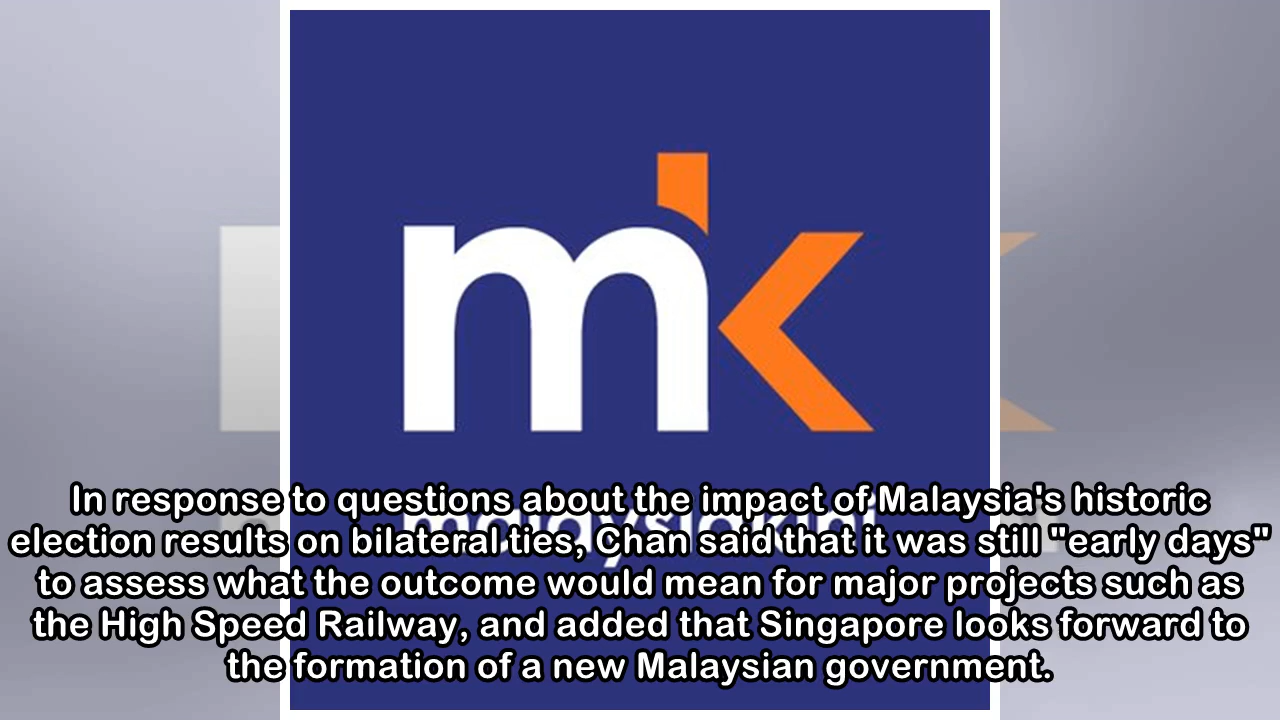 mk
In response to questions about the impact of Malaysia's historic
election results on bilateral ties, Chan said that it was still "early days"
to assess what the outcome would mean for major projects such as
the High Speed Railway, and added that Singapore looks forward to
the formation of a new Malaysian government.
malaysiakini